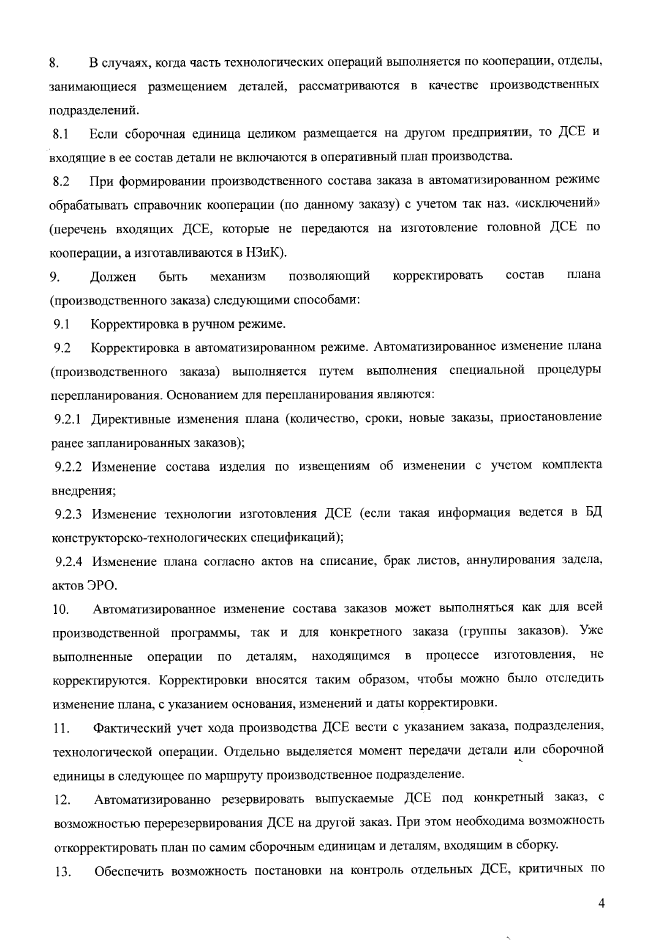 8. В случаях, когда часть технологических операций выполняется по кооперации, отделы,
занимающиеся размещением деталей, рассматриваются в качестве производственных
подразделений.
8.1 Если сборочная единица целиком размещается на другом предприятии, то ДСЕ и
входящие в ее состав детали не включаются в оперативный план производства.
8.2 При формировании производственного состава заказа в автоматизированном режиме
обрабатывать справочник кооперации (по данному заказу) с учетом так наз. «исключений»
(перечень входящих ДСЕ, которые не передаются на изготовление головной ДСЕ по
кооперации, а изготавливаются в НЗиК).
9. Должен быть механизм позволяющий корректировать состав плана
(производственного заказа) следующими способами:
9.1 Корректировка в ручном режиме.
9.2 Корректировка в автоматизированном режиме. Автоматизированное изменение плана
(производственного заказа) выполняется путем выполнения специальной процедуры
перепланирования. Основанием для перепланирования являются:
9.2.1 Директивные изменения плана (количество, сроки, новые заказы, приостановление
ранее запланированных заказов);
9.2.2 Изменение состава изделия по извещениям об изменении с учетом комплекта
внедрения;
9.2.3 Изменение технологии изготовления ДСЕ (если такая информация ведется в БД
конструкторско-технологических спецификаций);
9.2.4 Изменение плана согласно актов на списание, брак листов, аннулирования задела,
актов ЭРО.
10. Автоматизированное изменение состава заказов может выполняться как для всей
производственной программы, так и для конкретного заказа (группы заказов). Уже
выполненные операции по деталям, находящимся в процессе изготовления, не
корректируются. Корректировки вносятся таким образом, чтобы можно было отследить
изменение плана, с указанием основания, изменений и даты корректировки.
11. Фактический учет хода производства ДСЕ вести с указанием заказа, подразделения,
технологической операции. Отдельно выделяется момент передачи детали или сборочной
единицы в следующее по маршруту производственное подразделение.
12. Автоматизированно резервировать выпускаемые ДСЕ под конкретный заказ, с
возможностью перерезервирования ДСЕ на другой заказ. При этом необходима возможность
откорректировать план по самим сборочным единицам и деталям, входящим в сборку.
13. Обеспечить возможность постановки на контроль отдельных ДСЕ, критичных по
4